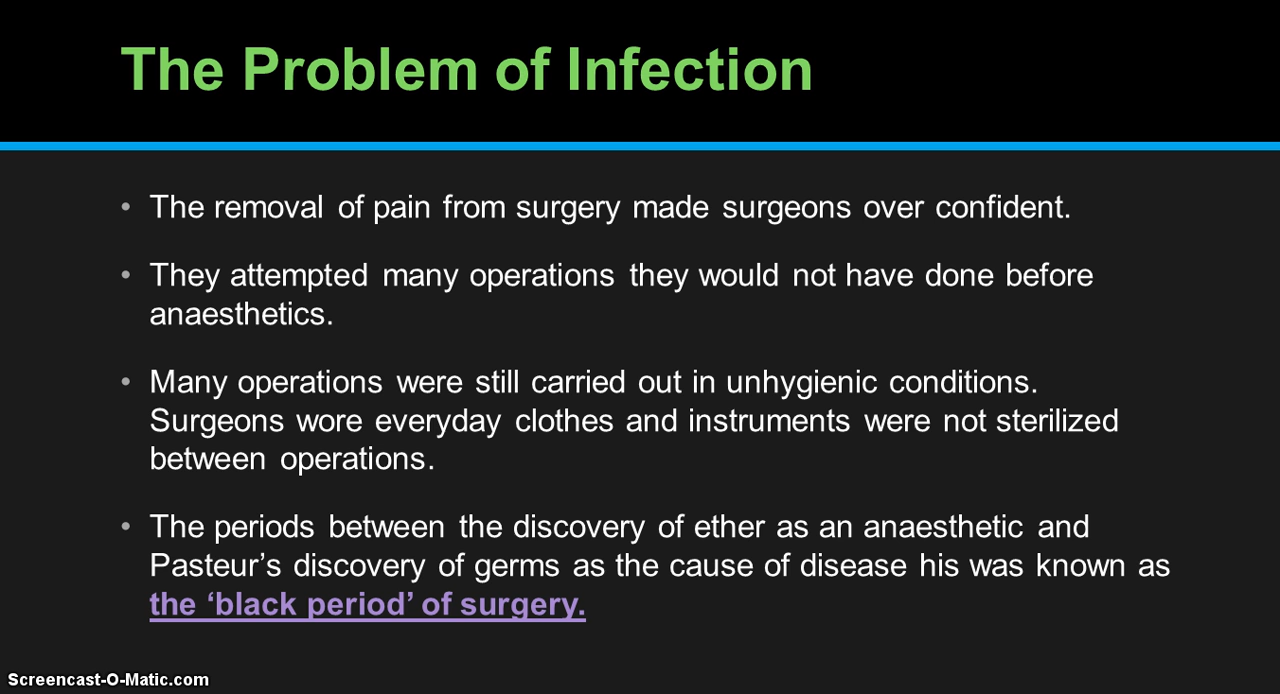 The Problem of Infection
• The removal of pain from surgery made surgeons over confident.
• They attempted many operations they would not have done before
anaesthetics.
• Many operations were still carried out in unhygienic conditions.
Surgeons wore everyday clothes and instruments were not sterilized
between operations.
• The periods between the discovery of ether as an anaesthetic and
Pasteur’s discovery of germs as the cause of disease his was known as
the ‘black period’ of surgery.
Screencast-O-Matic.com